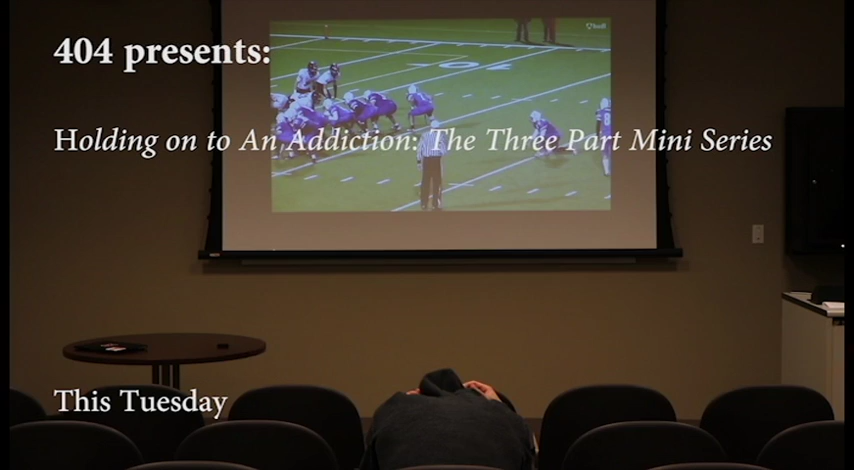 404 presents:
Holding on to An Addiction: The Three Part Mini Series
This Tuesday